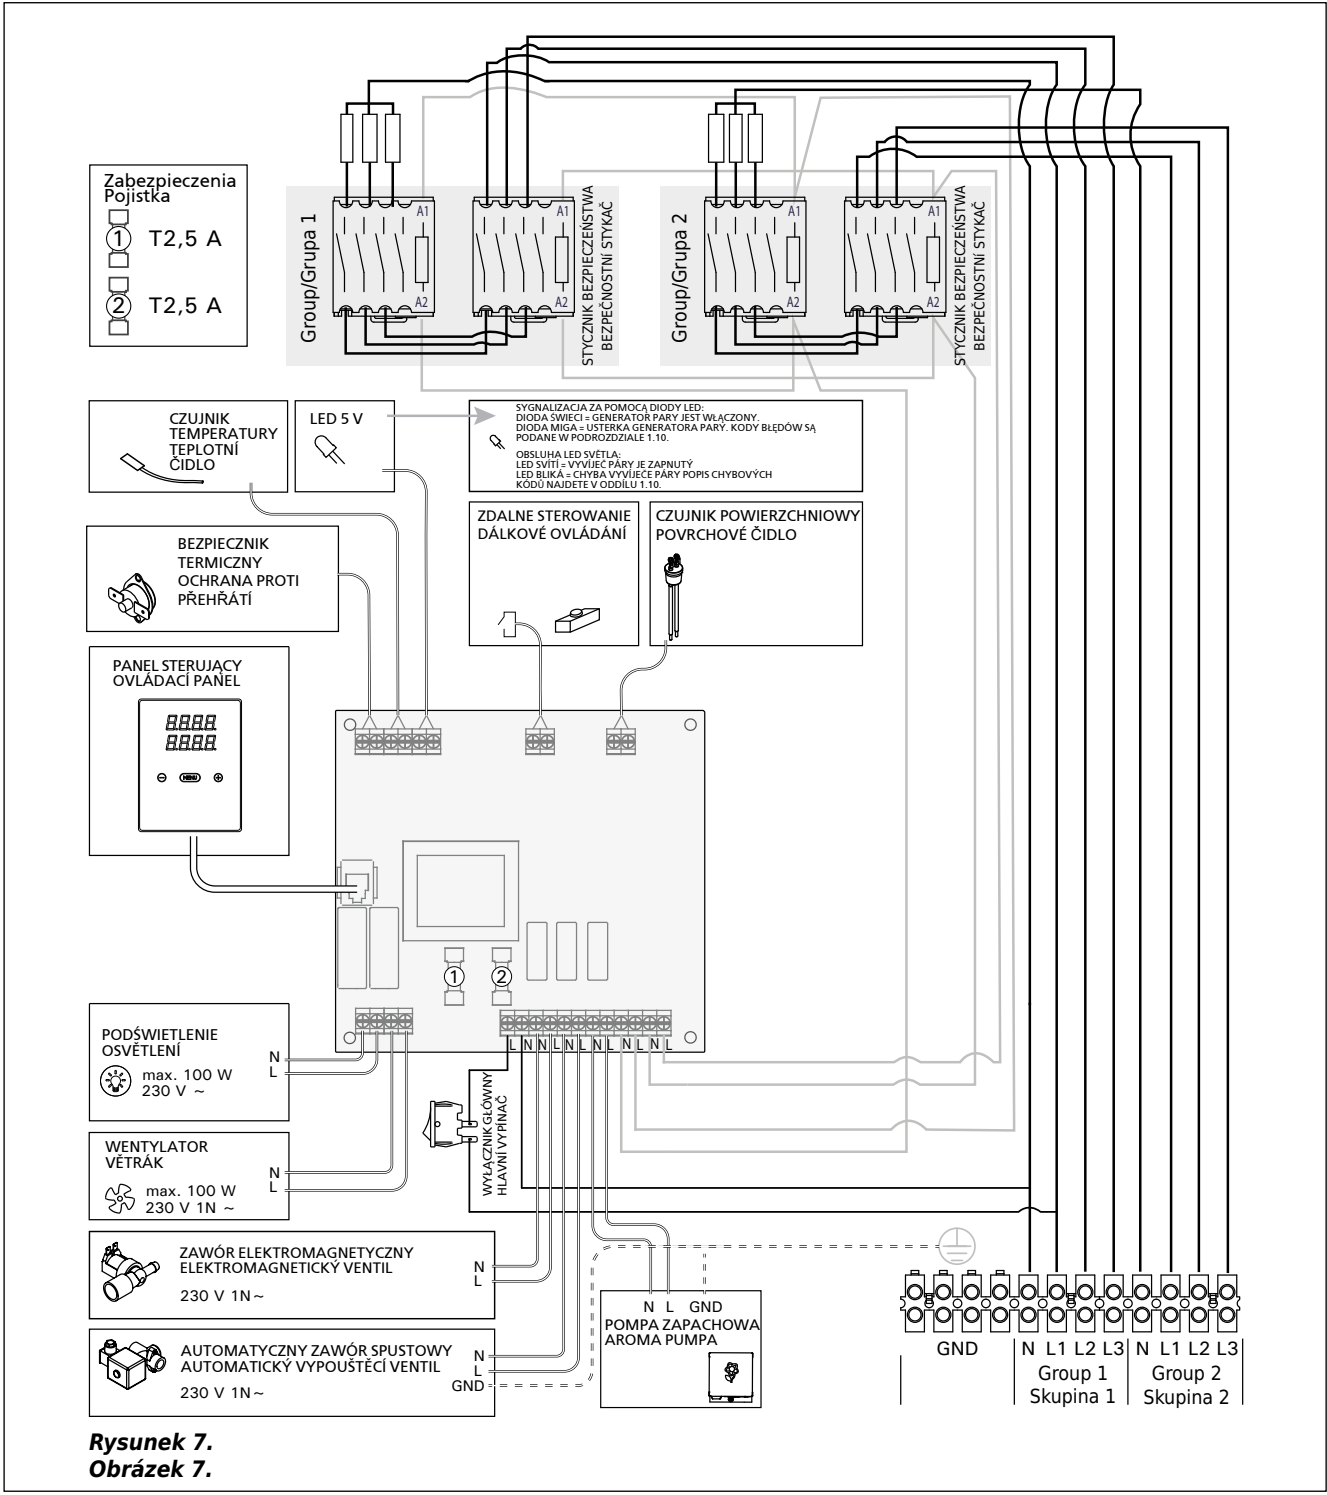 Zabezpieczenia
Pojistka
1 T2,5 A
2 T2,5 A
Group/Grupa 1
A1
A2
A1
A2
STYCZNIK BEZPIECZEŃSTWA
BEZPEČNOSTNÍ STYKAČ
Group/Grupa 2
A1
A2
A1
A2
STYCZNIK BEZPIECZEŃSTWA
BEZPEČNOSTNÍ STYKAČ
CZUJNIK
TEMPERATURY
TEPLOTNÍ
ČIDLO
LED 5 V
SYGNALIZACJA ZA POMOCĄ DIODY LED:
DIODA ŚWIECI = GENERATOR PARY JEST WŁĄCZONY.
DIODA MIGA = USTERKA GENERATORA PARY. KODY BŁĘDÓW SĄ
PODANE W PODROZDZIALE 1.10.
OBSLUHA LED SVĚTLA:
LED SVÍTÍ = VYVÍJEČ PÁRY JE ZAPNUTÝ
LED BLIKÁ = CHYBA VYVÍJEČE PÁRY POPIS CHYBOVÝCH
KÓDŮ NAJDETE V ODDÍLU 1.10.
BEZPIECZNIK
TERMICZNY
OCHRANA PROTI
PŘEHŘÁTÍ
ZDALNE STEROWANIE
DÁLKOVÉ OVLÁDÁNÍ
CZUJNIK POWIERZCHNIOWY
POVRCHOVÉ ČIDLO
PANEL STERUJĄCY
OVLÁDACÍ PANEL
8.8.8.8.
8.8.8.8.
MENU
1
2
L N N L N L N L N L N L
PODŚWIETLENIE
OSVĚTLENÍ
max. 100 W
230 V ~
N
L
WENTYLATOR
VĚTRÁK
max. 100 W
230 V 1N ~
N
L
WYŁĄCZNIK GŁÓWNY
HLAVNÍ VYPÍNAČ
ZAWÓR ELEKTROMAGNETYCZNY
ELEKTROMAGNETICKÝ VENTIL
230 V 1N~
N
L
AUTOMATYCZNY ZAWÓR SPUSTOWY
AUTOMATICKÝ VYPOUŠTĚCÍ VENTIL
230 V 1N~
N
L
GND
N L GND
POMPA ZAPACHOWA
AROMA PUMPA
GND N L1 L2 L3 N L1 L2 L3
Group 1 Group 2
Skupina 1 Skupina 2
Rysunek 7.
Obrázek 7.